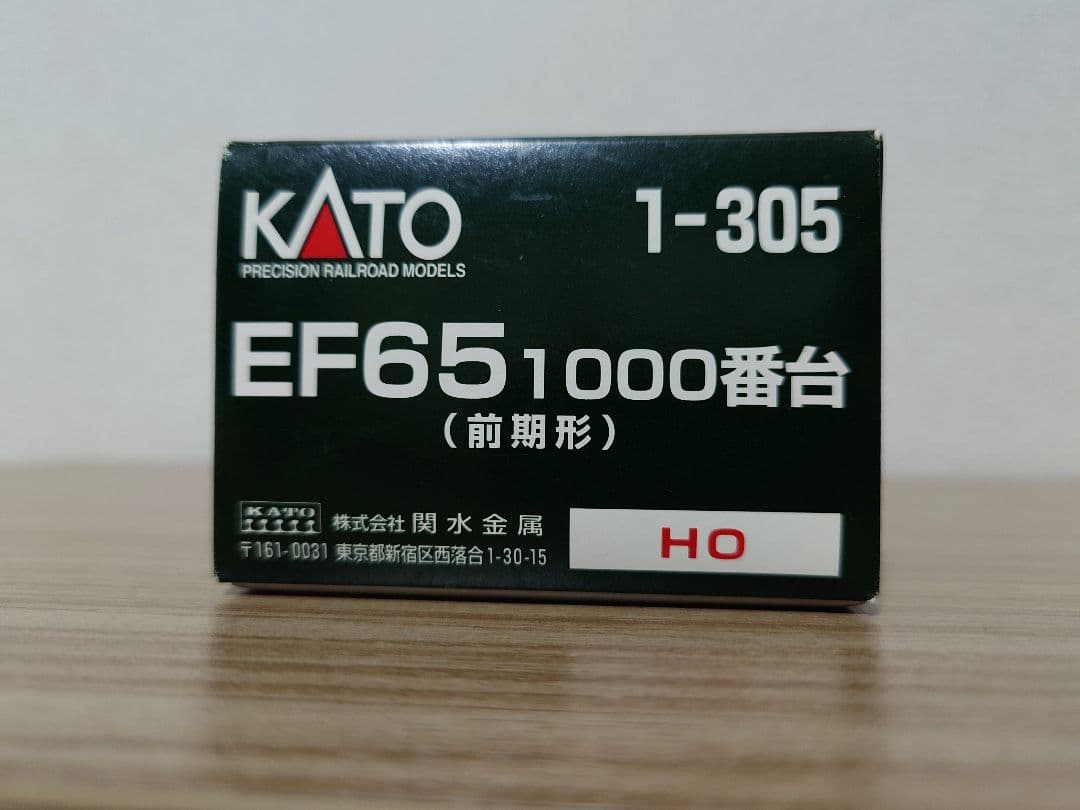 KATO 1-305
PRECISION RAILROAD MODELS
EF65 1000番台
(前期形)
KATO 株式会社 関水金属
〒161-0031 東京都新宿区西落合1-30-15
HO